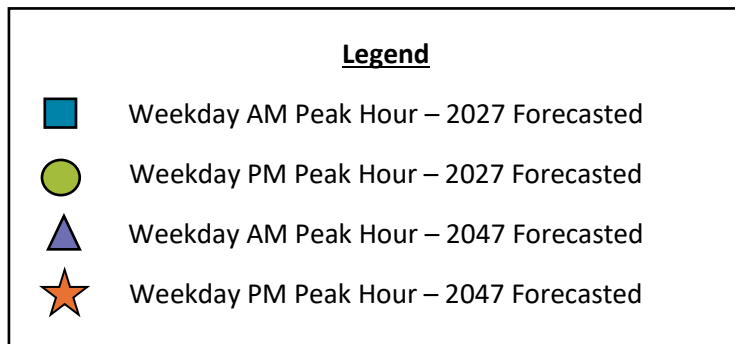 Legend
Weekday AM Peak Hour – 2027 Forecasted
Weekday PM Peak Hour – 2027 Forecasted
Weekday AM Peak Hour – 2047 Forecasted
Weekday PM Peak Hour – 2047 Forecasted